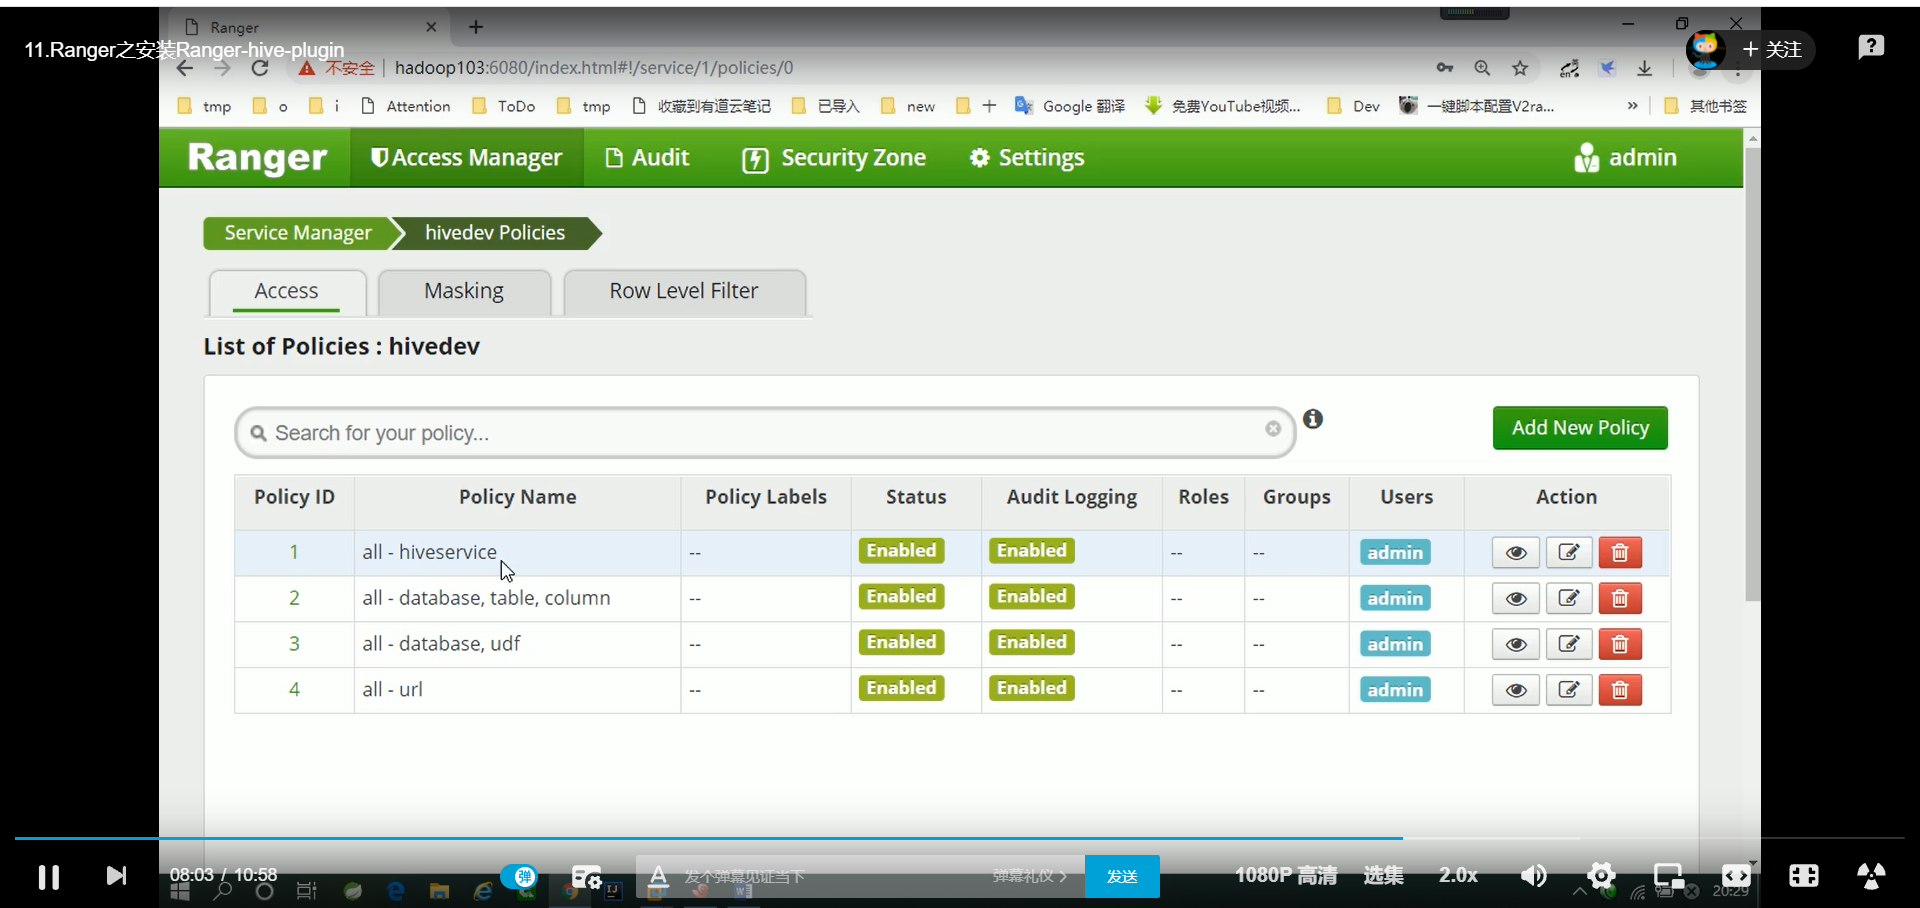 Ranger
11.Ranger之安装Ranger-hive-plugin
关注
不安全 hadoop103:6080/index.html#!/service/1/policies/0
tmp o i Attention ToDo tmp 收藏到有道云笔记 已导入 new 十 Google 翻译 免费YouTube视频... Dev 一键脚本配置V2ra... » 其他书签
Ranger Access Manager Audit Security Zone Settings admin
Service Manager hivedev Policies
Access Masking Row Level Filter
List of Policies : hivedev
Search for your policy... Add New Policy
Policy ID Policy Name Policy Labels Status Audit Logging Roles Groups Users Action
1 all - hiveservice -- Enabled Enabled -- -- admin
2 all - database, table, column -- Enabled Enabled -- -- admin
3 all - database, udf -- Enabled Enabled -- -- admin
4 all - url -- Enabled Enabled -- -- admin
08:03 / 10:58 弹 发个弹幕见证当下 弹幕礼仪 > 发送 1080P 高清 选集 2.0x
20:29